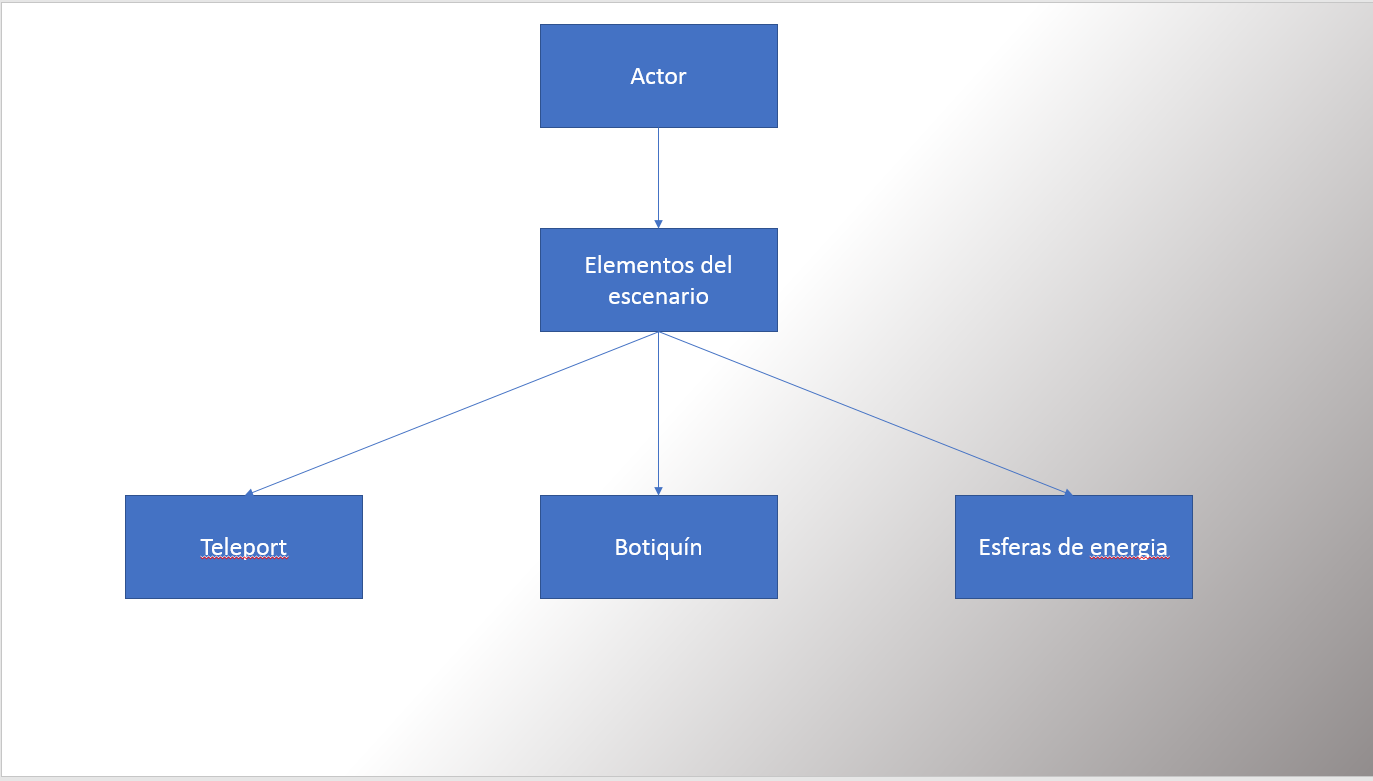 Actor
Elementos del
escenario
Teleport
Botiquín
Esferas de energia